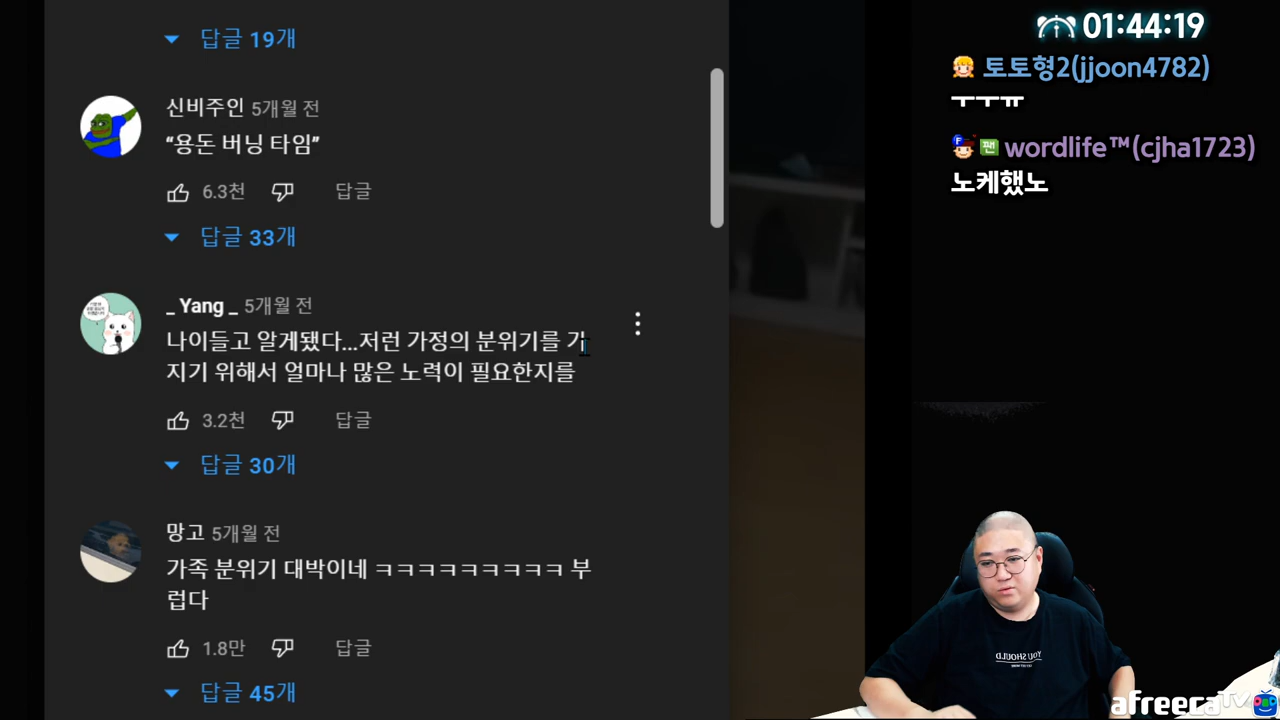 답글 19개
신비주인 5개월 전
“용돈 버닝 타임”
6.3천 답글
답글 33개
_ Yang _ 5개월 전
나이들고 알게됐다...저런 가정의 분위기를 가
지기 위해서 얼마나 많은 노력이 필요한지를
3.2천 답글
답글 30개
망고 5개월 전
가족 분위기 대박이네 ㅋㅋㅋㅋㅋㅋㅋㅋㅋ 부
럽다
1.8만 답글
답글 45개
01:44:19
토토형2(jjoon4782)
ㅜㅜㅠ
팬 wordlife™(cjha1723)
노케했노
YOU SHOULD
afreecaTV